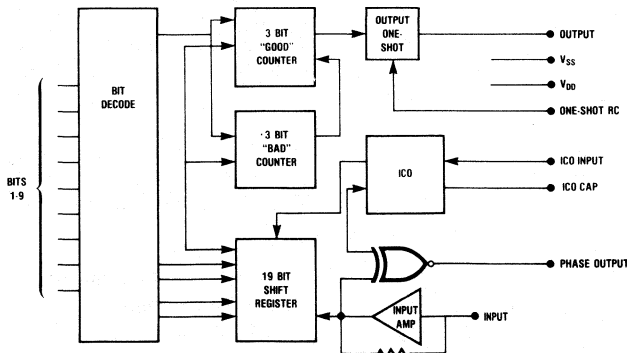 BIT
DECODE
BITS
1-9
3 BIT
"GOOD"
COUNTER
3 BIT
"BAD"
COUNTER
19 BIT
SHIFT
REGISTER
OUTPUT
ONE-
SHOT
ICO
INPUT
AMP
OUTPUT
VSS
VDD
ONE-SHOT RC
ICO INPUT
ICO CAP
PHASE OUTPUT
INPUT